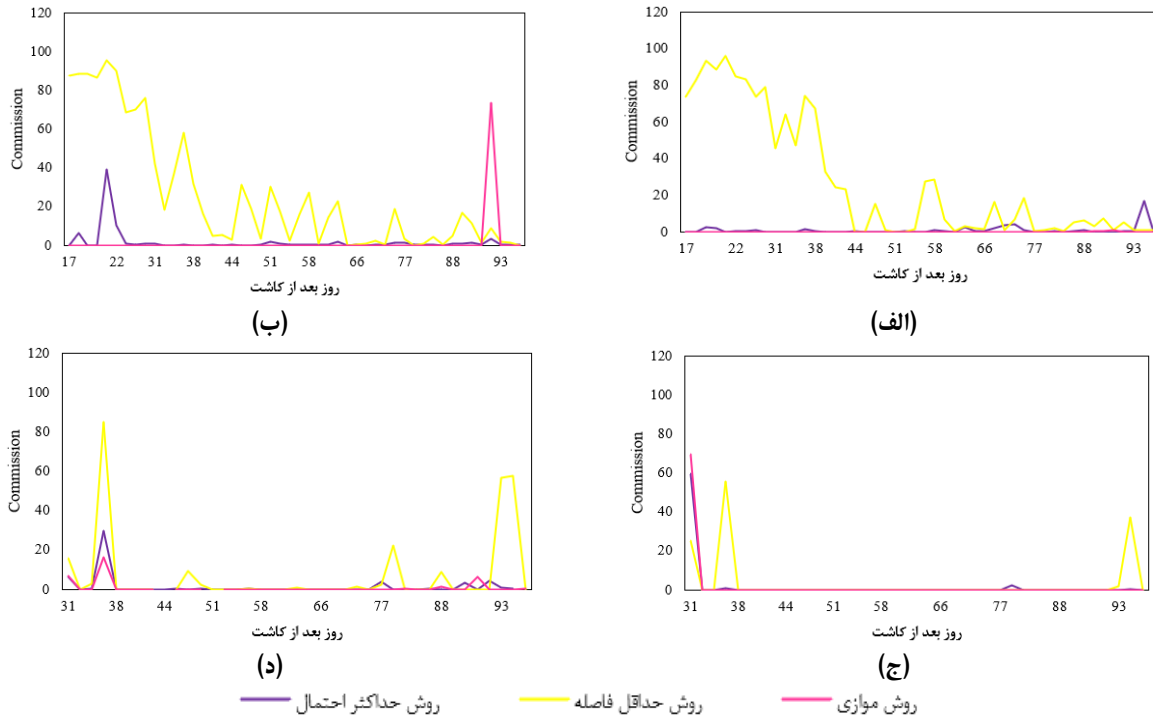 120
100
80
60
40
20
0
Commission
17 22 31 38 44 51 58 66 77 88 93
روز بعد از کاشت
(الف)
120
100
80
60
40
20
0
Commission
17 22 31 38 44 51 58 66 77 88 93
روز بعد از کاشت
(ب)
120
100
80
60
40
20
0
Commission
31 38 44 51 58 66 77 88 93
روز بعد از کاشت
(ج)
120
100
80
60
40
20
0
Commission
31 38 44 51 58 66 77 88 93
روز بعد از کاشت
(د)
روش موازی روش حداقل فاصله روش حداکثر احتمال